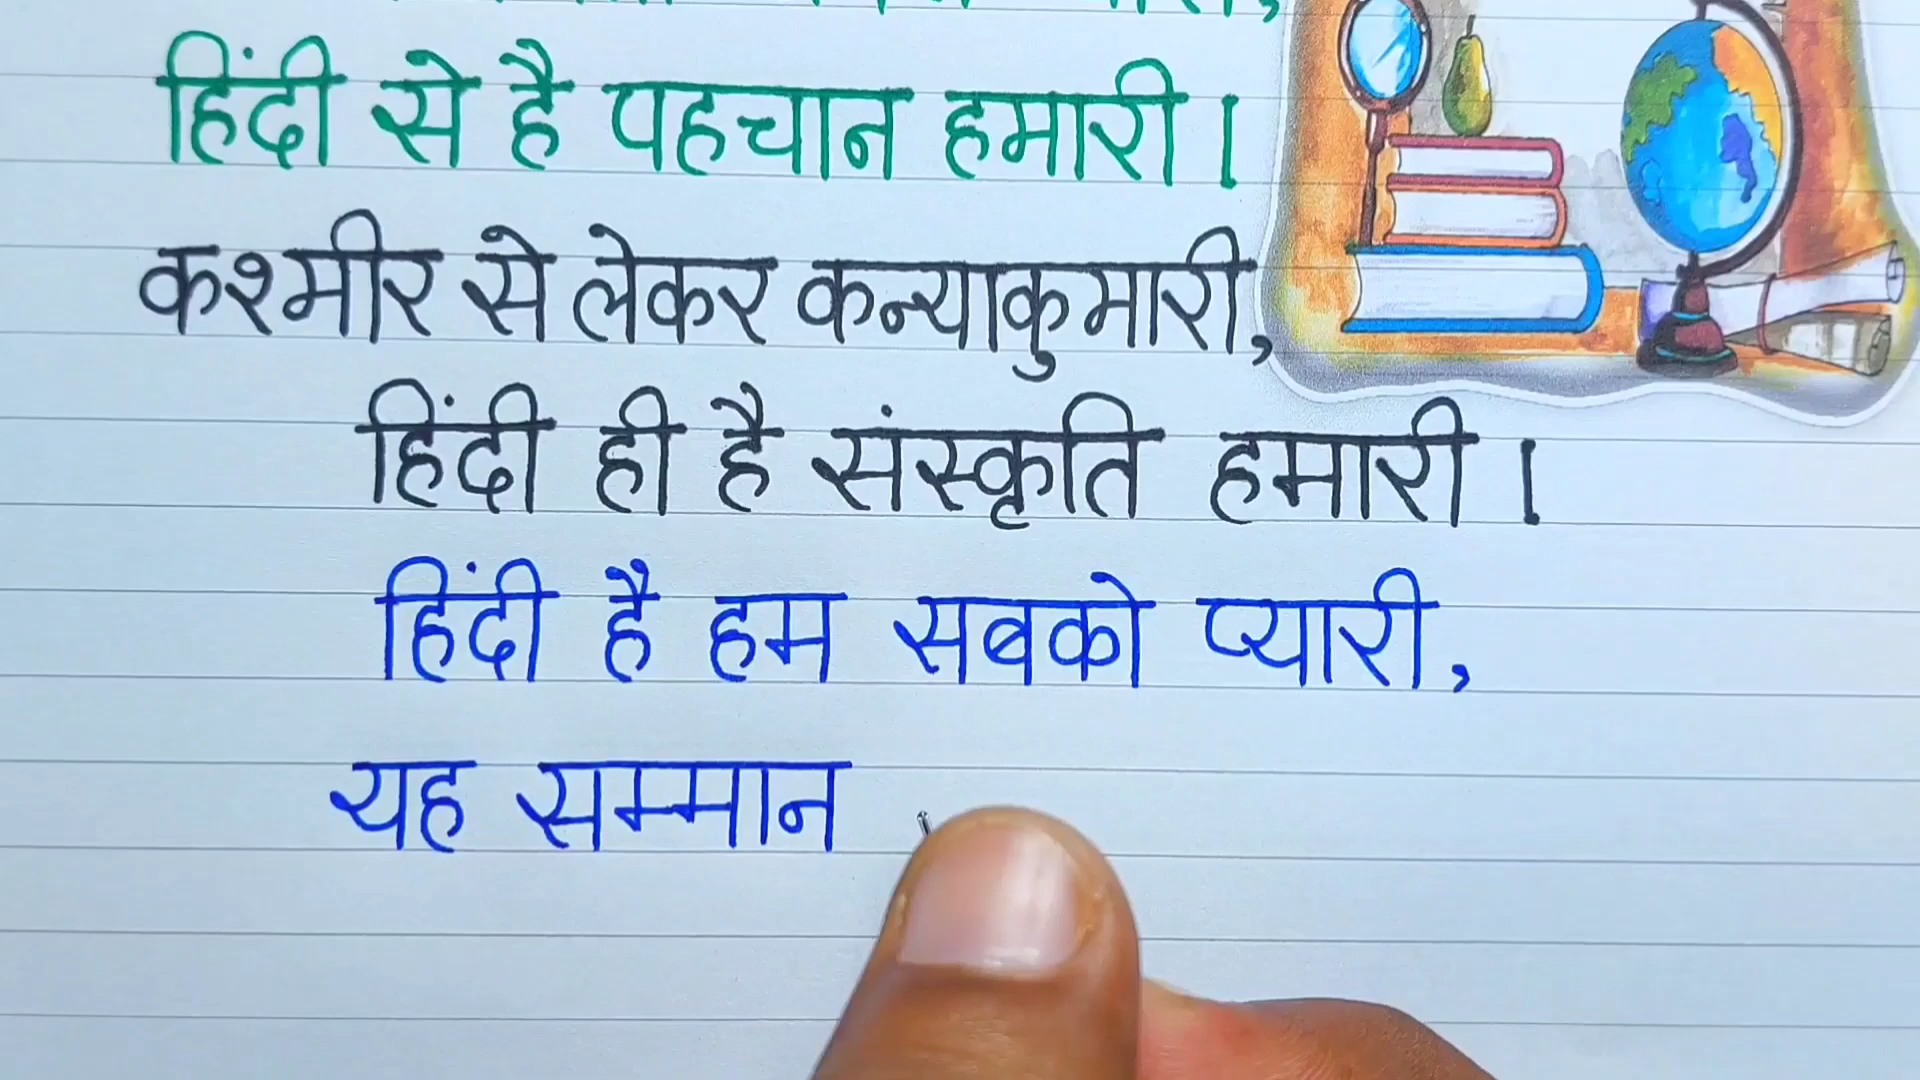 हिंदी से है पहचान हमारी ।
कश्मीर से लेकर कन्याकुमारी,
हिंदी ही है संस्कृति हमारी ।
हिंदी है हम सबको प्यारी,
यह सम्मान